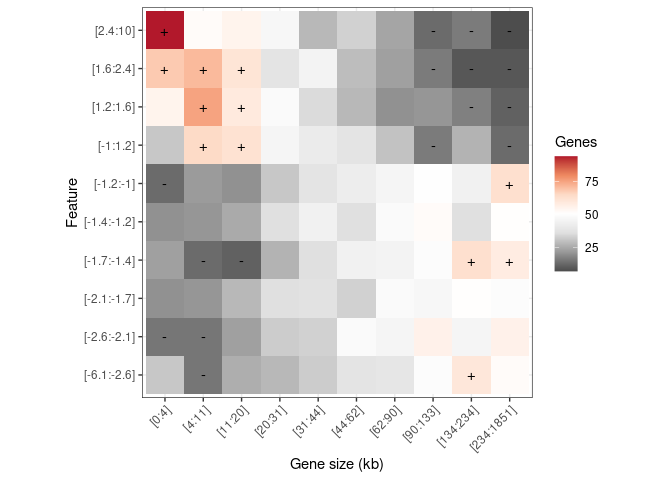 [2.4:10] + - - -
[1.6:2.4] + + + - - -
[1.2:1.6] + + - -
[-1:1.2] + + - -
[-1.2:-1] - +
[-1.4:-1.2]
[-1.7:-1.4] - - + +
[-2.1:-1.7]
[-2.6:-2.1] - -
[-6.1:-2.6] - +
Feature
[0:4] [4:11] [11:20] [20:31] [31:44] [44:62] [62:90] [90:133] [134:234] [234:1851]
Gene size (kb)
Genes
75
50
25